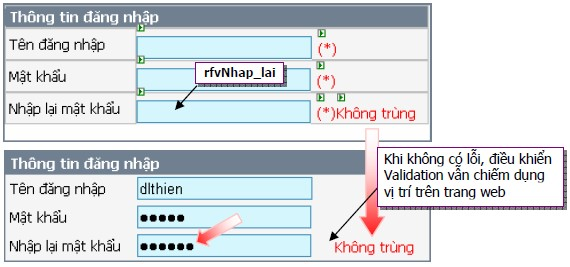 Thông tin đăng nhập
Tên đăng nhập
(*)
Mật khẩu
(*)
rfvNhap_lai
Nhập lại mật khẩu
(*)Không trùng
Thông tin đăng nhập
Tên đăng nhập
dlthien
Mật khẩu
●●●●●
Nhập lại mật khẩu
●●●●●●
Không trùng
Khi không có lỗi, điều khiển
Validation vẫn chiếm dụng
vị trí trên trang web